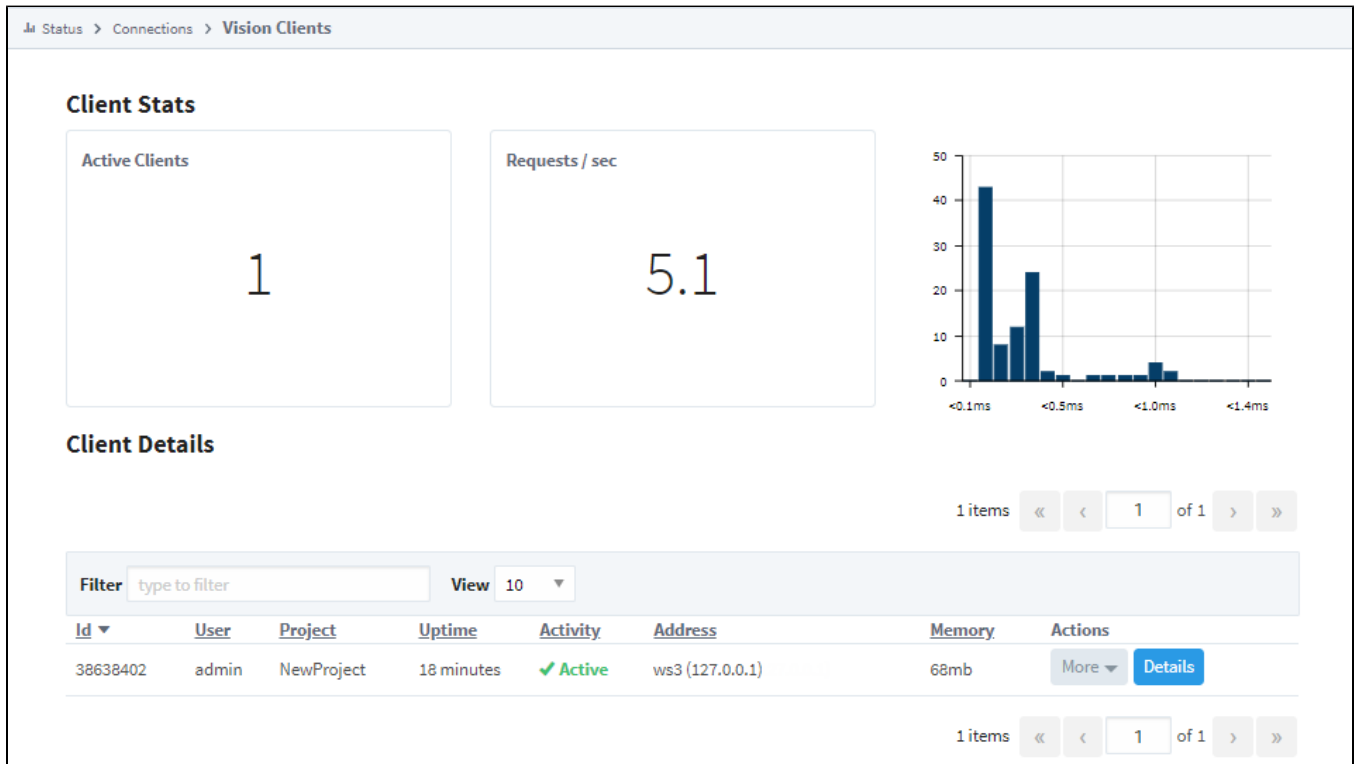 Status > Connections > Vision Clients
Client Stats
Active Clients
1
Requests / sec
5.1
50
40
30
20
10
0
<0.1ms <0.5ms <1.0ms <1.4ms
Client Details
1 items « ‹ 1 of 1 › »
Filter type to filter View 10
Id User Project Uptime Activity Address Memory Actions
38638402 admin NewProject 18 minutes Active ws3 (127.0.0.1) 68mb More Details
1 items « ‹ 1 of 1 › »